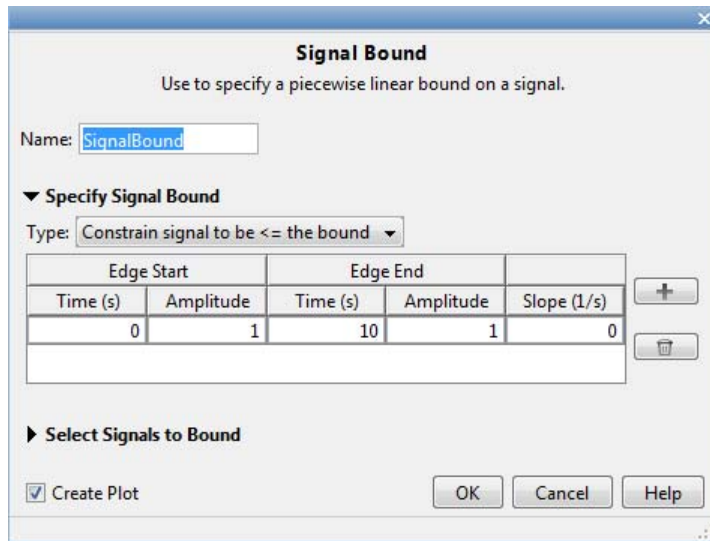 Signal Bound
Use to specify a piecewise linear bound on a signal.
Name: SignalBound
Specify Signal Bound
Type: Constrain signal to be <= the bound
Edge Start Edge End
Time (s) Amplitude Time (s) Amplitude Slope (1/s)
0 1 10 1 0
Select Signals to Bound
Create Plot OK Cancel Help